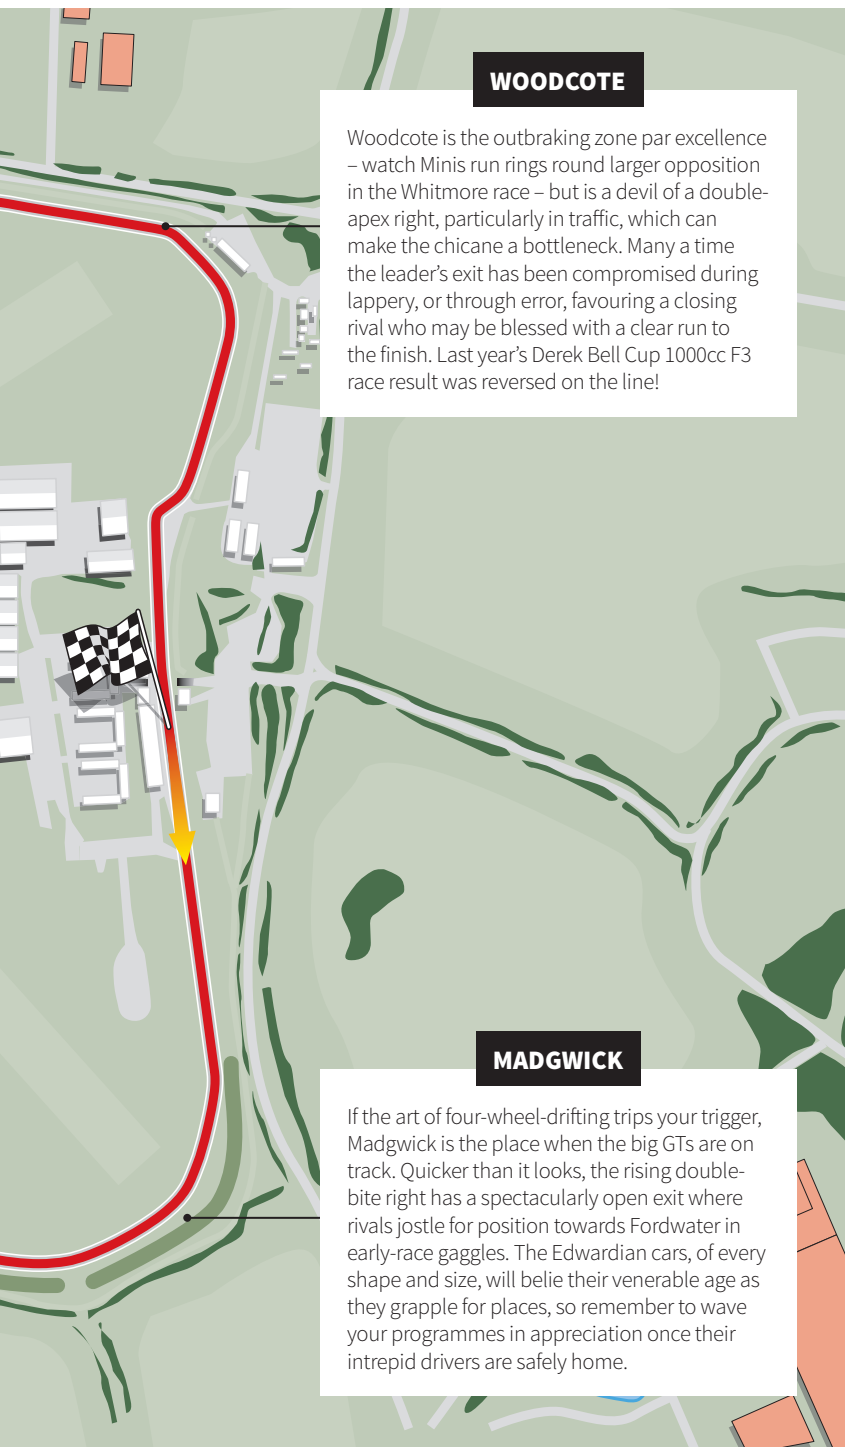 WOODCOTE
Woodcote is the outbraking zone par excellence
– watch Minis run rings round larger opposition
in the Whitmore race – but is a devil of a double-
apex right, particularly in traffic, which can
make the chicane a bottleneck. Many a time
the leader’s exit has been compromised during
lappery, or through error, favouring a closing
rival who may be blessed with a clear run to
the finish. Last year’s Derek Bell Cup 1000cc F3
race result was reversed on the line!
MADGWICK
If the art of four-wheel-drifting trips your trigger,
Madgwick is the place when the big GTs are on
track. Quicker than it looks, the rising double-
bite right has a spectacularly open exit where
rivals jostle for position towards Fordwater in
early-race gaggles. The Edwardian cars, of every
shape and size, will belie their venerable age as
they grapple for places, so remember to wave
your programmes in appreciation once their
intrepid drivers are safely home.